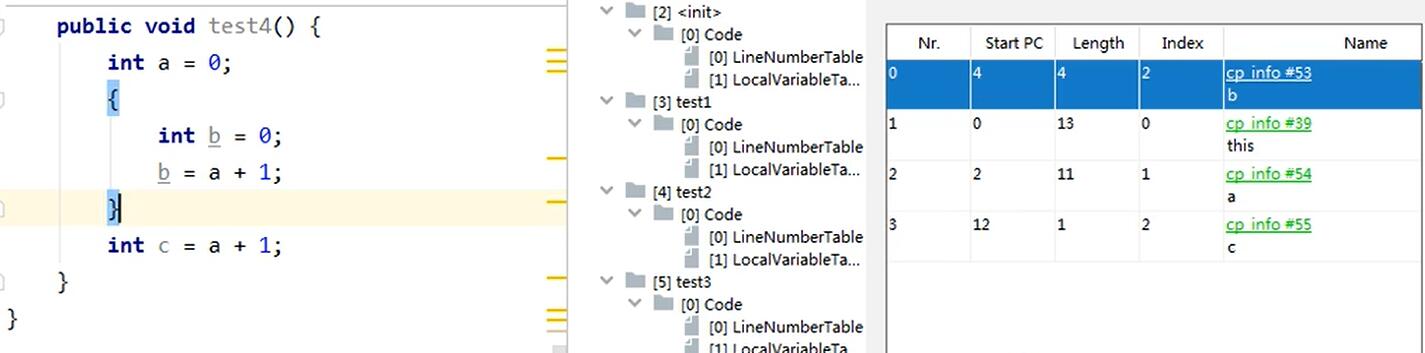 public void test4() {
int a = 0;
{
int b = 0;
b = a + 1;
}
int c = a + 1;
}
}
[2] <init>
[0] Code
[0] LineNumberTable
[1] LocalVariableTa...
[3] test1
[0] Code
[0] LineNumberTable
[1] LocalVariableTa...
[4] test2
[0] Code
[0] LineNumberTable
[1] LocalVariableTa...
[5] test3
[0] Code
[0] LineNumberTable
[1] LocalVariableTa...
Nr. Start PC Length Index Name
0 4 4 2 cp_info #53
b
1 0 13 0 cp_info #39
this
2 2 11 1 cp_info #54
a
3 12 1 2 cp_info #55
c